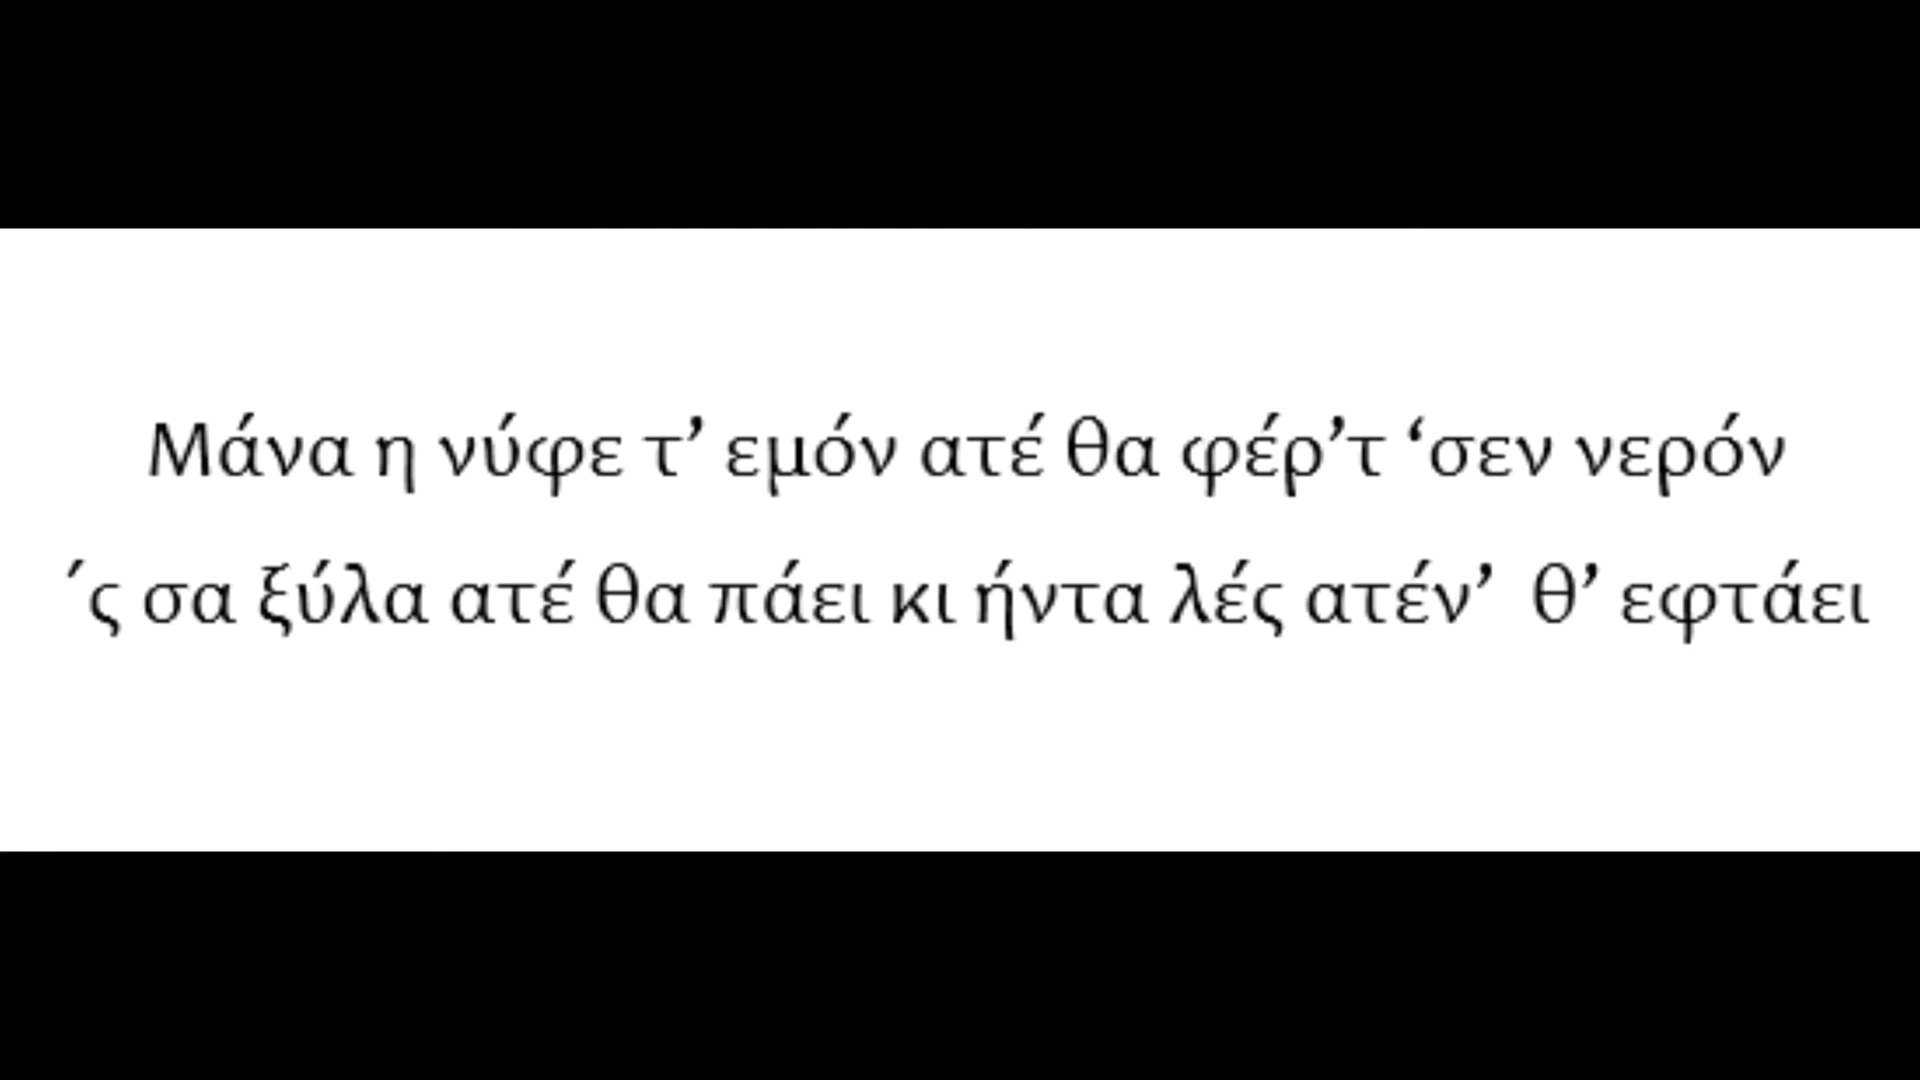 Μάνα η νύφε τ’ εμόν ατέ θα φέρ’τ ‘σεν νερόν
΄ς σα ξύλα ατέ θα πάει κι ήντα λές ατέν’  θ’ εφτάει